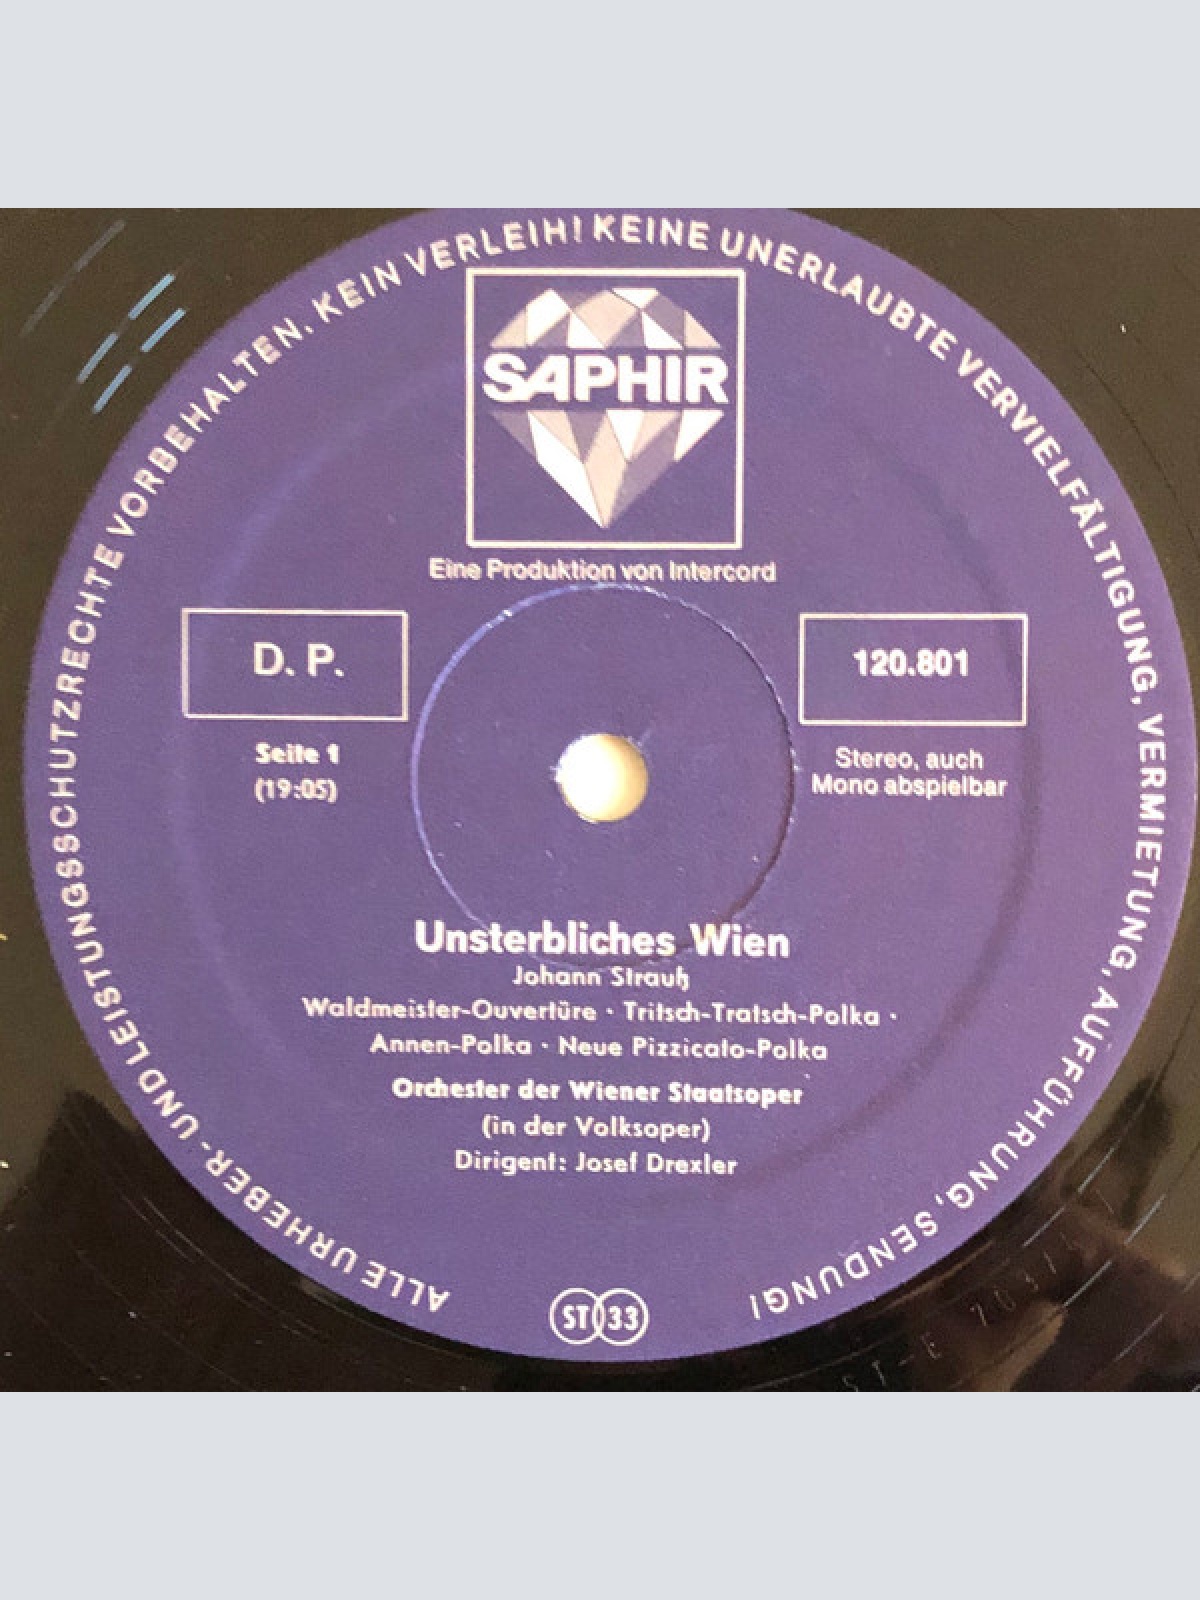 ALLE URHEBER- UND LEISTUNGSSCHUTZRECHTE VORBEHALTEN. KEIN VERLEIH! KEINE UNERLAUBTE VERVIELFÄLTIGUNG, VERMIETUNG, AUFFÜHRUNG, SENDUNG!
SAPHIR
Eine Produktion von Intercord
D. P.
120.801
Seite 1
(19:05)
Stereo, auch
Mono abspielbar
Unsterbliches Wien
Johann Strauß
Waldmeister-Ouvertüre · Tritsch-Tratsch-Polka ·
Annen-Polka · Neue Pizzicato-Polka
Orchester der Wiener Staatsoper
(in der Volksoper)
Dirigent: Josef Drexler
ST 33